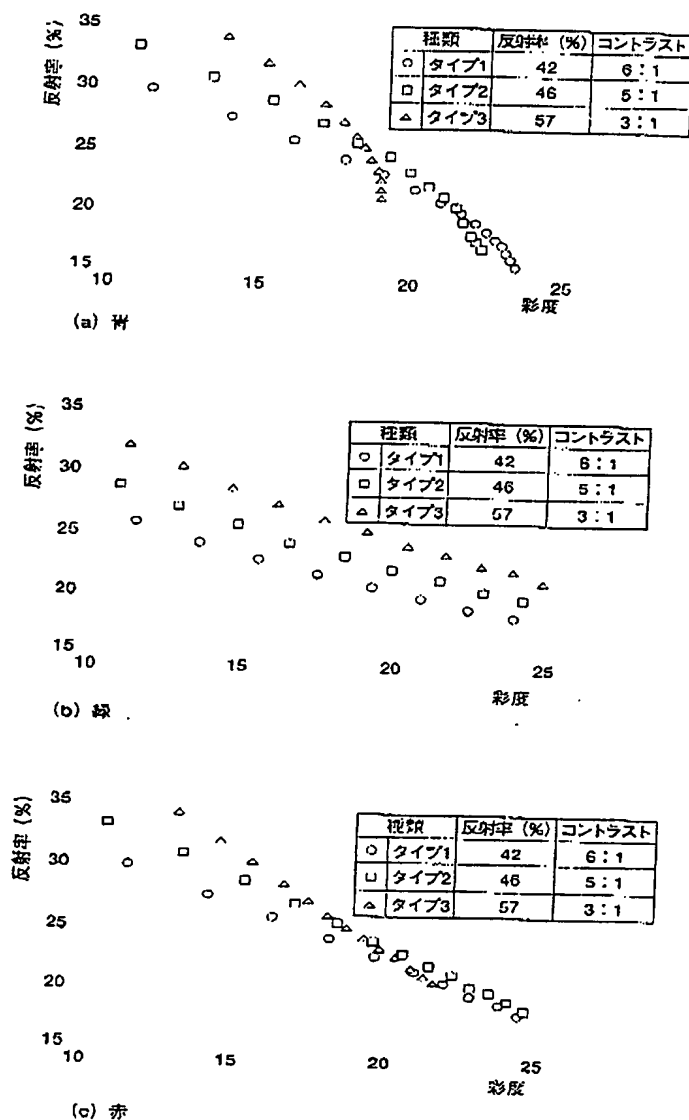 35
30
25
20
15
反射率 (%)
10 15 20 25
彩度
種類 反射率 (%) コントラスト
○ タイプ1 42 6:1
□ タイプ2 46 5:1
△ タイプ3 57 3:1
(a) 青
35
30
25
20
15
反射率 (%)
10 15 20 25
彩度
種類 反射率 (%) コントラスト
○ タイプ1 42 6:1
□ タイプ2 46 5:1
△ タイプ3 57 3:1
(b) 緑
35
30
25
20
15
反射率 (%)
10 15 20 25
彩度
種類 反射率 (%) コントラスト
○ タイプ1 42 6:1
□ タイプ2 46 5:1
△ タイプ3 57 3:1
(c) 赤